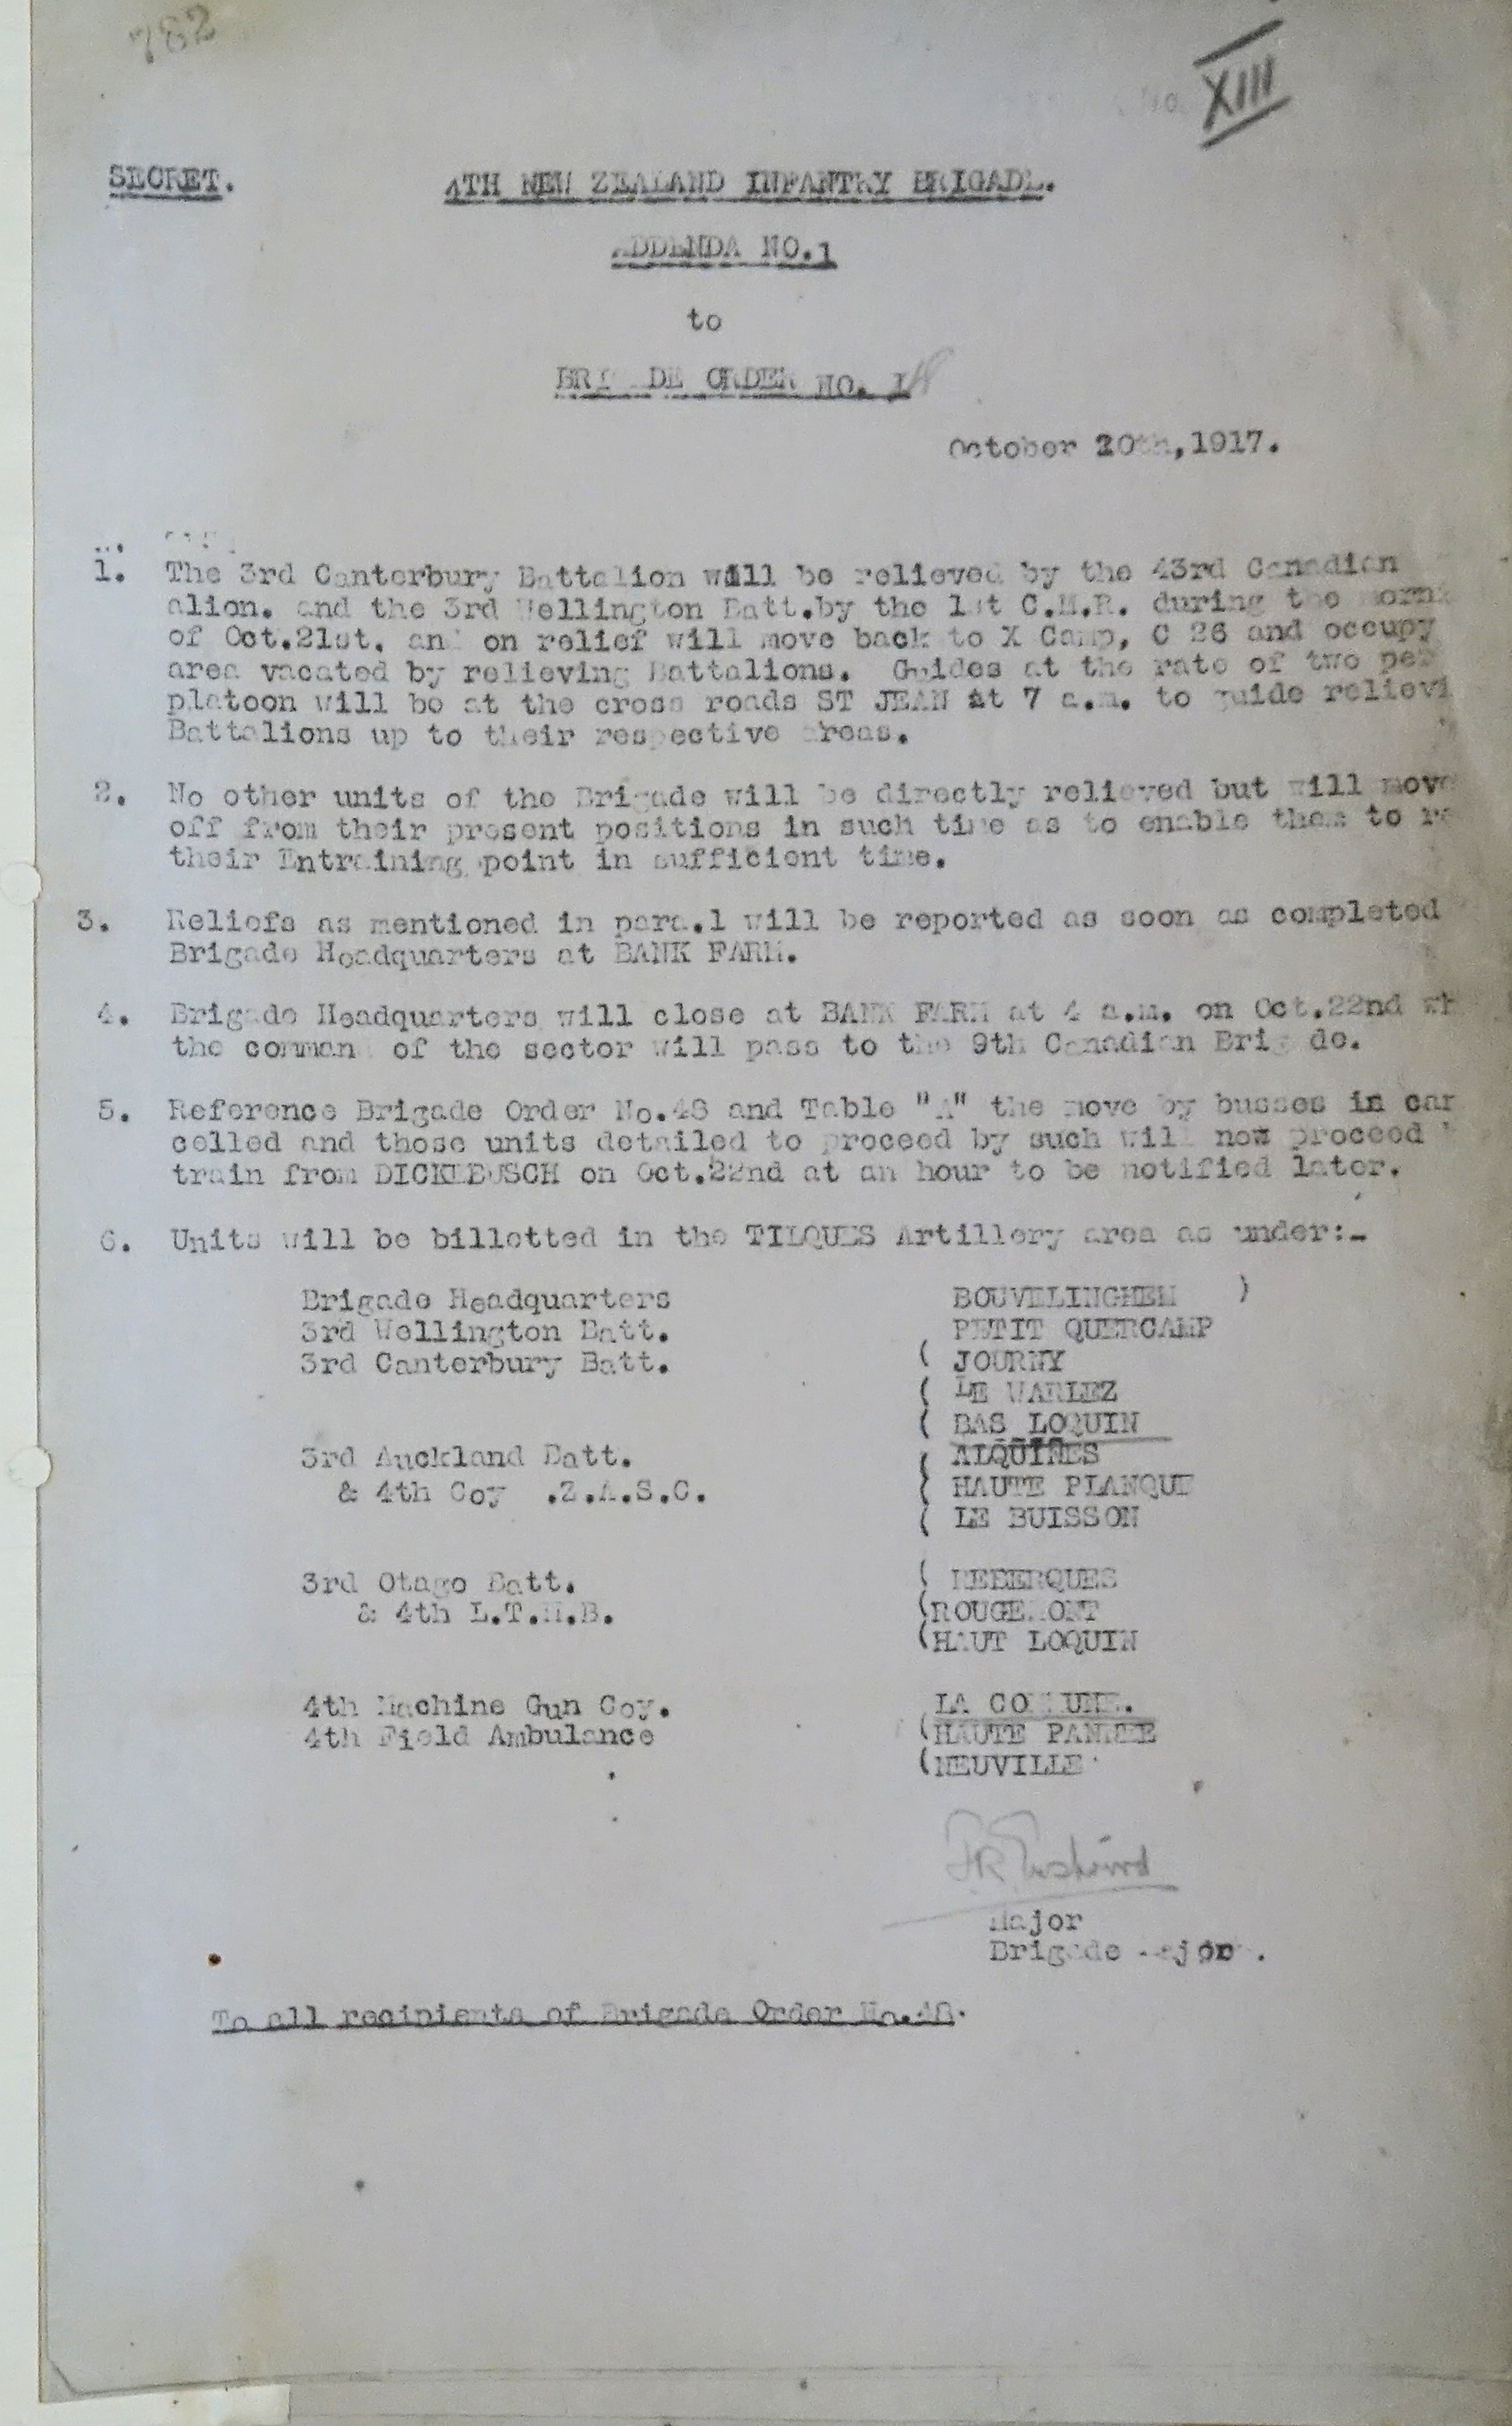 782
No. XIII
SECRET. 4TH NEW ZEALAND INFANTRY BRIGADE.
ADDENDA NO.1
to
BRIGADE ORDER NO.
October 20th,1917.
1. The 3rd Canterbury Battalion will be relieved by the 43rd Canadian
alion. and the 3rd Wellington Batt.by the 1st C.M.R. during the morn
of Oct.21st. and on relief will move back to X Camp, C 26 and occupy
area vacated by relieving Battalions. Guides at the rate of two per
platoon will be at the cross roads ST JEAN at 7 a.m. to guide relievi
Battalions up to their respective areas.
2. No other units of the Brigade will be directly relieved but will move
off from their present positions in such time as to enable them to re
their Entraining point in sufficient time.
3. Reliefs as mentioned in para.1 will be reported as soon as completed
Brigade Headquarters at BANK FARM.
4. Brigade Headquarters will close at BANK FARM at 4 a.m. on Oct.22nd wh
the command of the sector will pass to the 9th Canadian Brigade.
5. Reference Brigade Order No.48 and Table "A" the move by busses is can
celled and those units detailed to proceed by such will now proceed
train from DICKLEBUSCH on Oct.22nd at an hour to be notified later.
6. Units will be billetted in the TILQUES Artillery area as under:-
Brigade Headquarters BOUVELINGHEM )
3rd Wellington Batt. PETIT QUERCAMP
3rd Canterbury Batt. ( JOURNY
( LE WARLEZ
( BAS LOQUIN
3rd Auckland Batt. ( ALQUINES
& 4th Coy .Z.A.S.C. ( HAUTE PLANQUE
( LE BUISSON
3rd Otago Batt. ( REBERQUES
& 4th L.T.M.B. (ROUGEMONT
(HAUT LOQUIN
4th Machine Gun Coy. LA COMMUNE.
4th Field Ambulance (HAUTE
(NEUVILLE
Major
Brigade Major.
To all recipients of Brigade Order No.48.